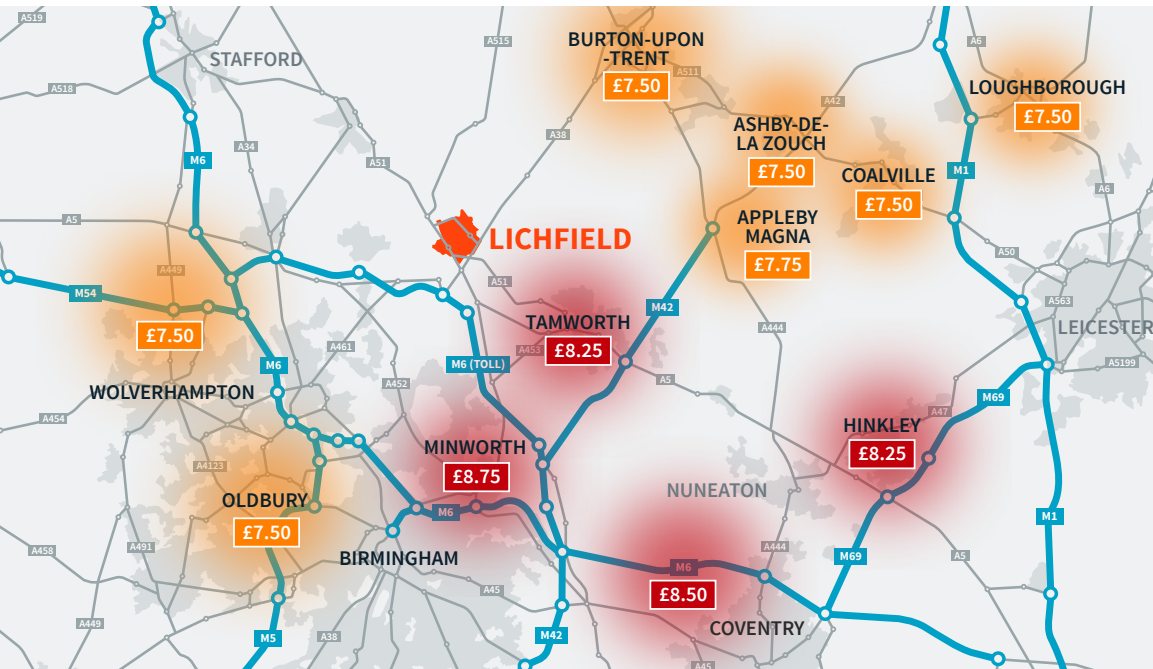 A519
STAFFORD
A515
BURTON-UPON
-TRENT
£7.50
A511
A6
LOUGHBOROUGH
£7.50
A518
A42
M6
A34
A51
A38
ASHBY-DE-
LA ZOUCH
£7.50
COALVILLE
£7.50
M1
A6
A5
LICHFIELD
APPLEBY
MAGNA
£7.75
A50
A449
A51
M54
£7.50
M42
A563
LEICESTER
A444
TAMWORTH
£8.25
A453
A461
M6
M6 (TOLL)
A5199
A5
WOLVERHAMPTON
A452
M69
A454
A47
HINKLEY
£8.25
MINWORTH
£8.75
A4123
NUNEATON
OLDBURY
£7.50
M6
M1
A458
A491
BIRMINGHAM
A444
M69
A5
M6
£8.50
A45
A449
A38
M5
M42
COVENTRY
A45